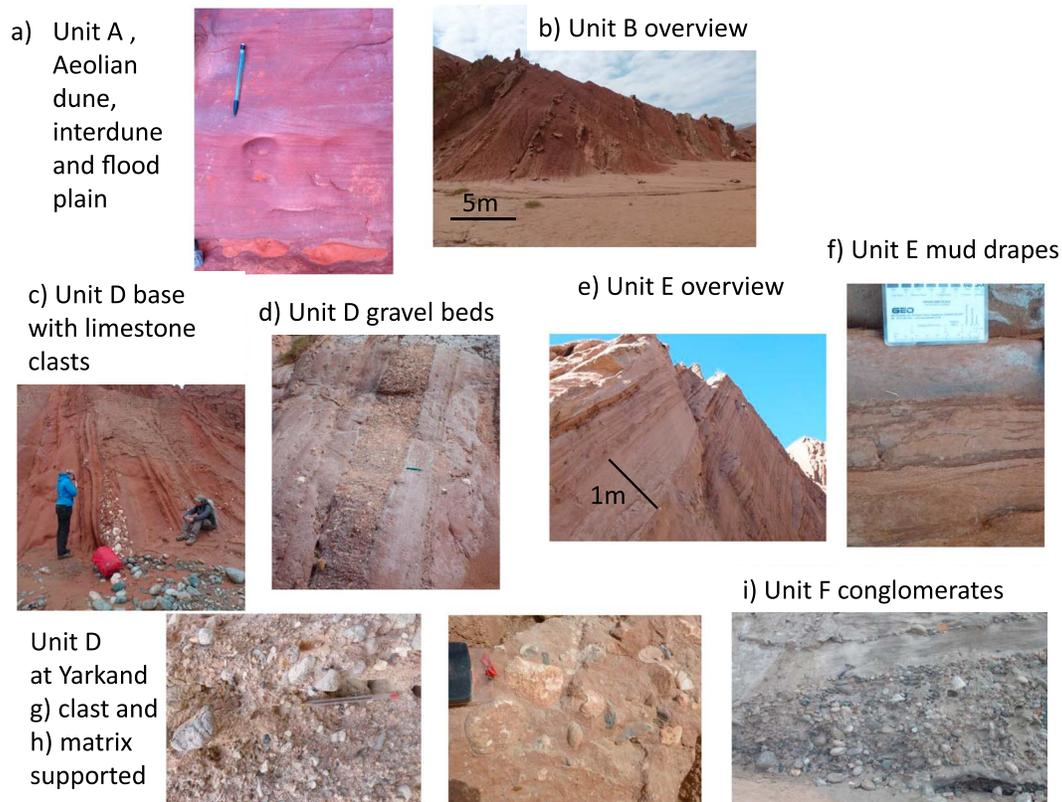 a) Unit A ,
Aeolian
dune,
interdune
and flood
plain
b) Unit B overview
5m
c) Unit D base
with limestone
clasts
d) Unit D gravel beds
e) Unit E overview
1m
f) Unit E mud drapes
GEO
Unit D
at Yarkand
g) clast and
h) matrix
supported
i) Unit F conglomerates